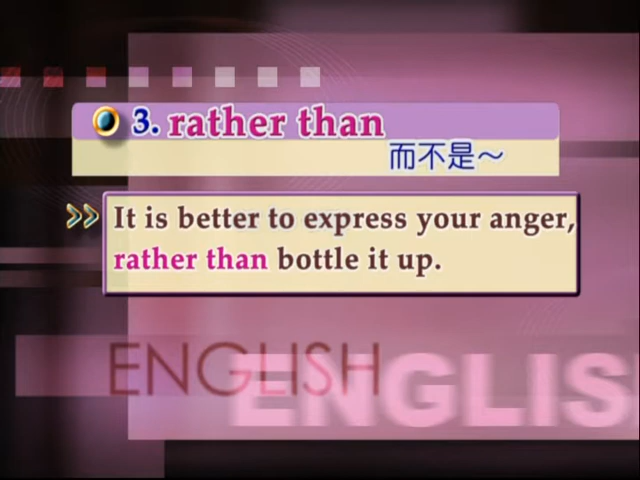 3. rather than
而不是～
It is better to express your anger,
rather than bottle it up.
ENGLISH
ENGLIS